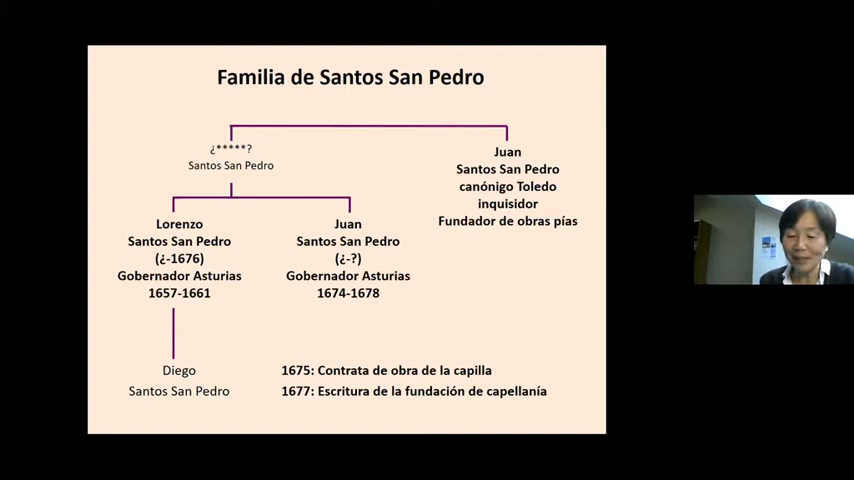 Familia de Santos San Pedro
¿*****?
Santos San Pedro
Juan
Santos San Pedro
canónigo Toledo
inquisidor
Fundador de obras pías
Lorenzo
Santos San Pedro
(¿-1676)
Gobernador Asturias
1657-1661
Juan
Santos San Pedro
(¿-?)
Gobernador Asturias
1674-1678
Diego
Santos San Pedro
1675: Contrata de obra de la capilla
1677: Escritura de la fundación de capellanía